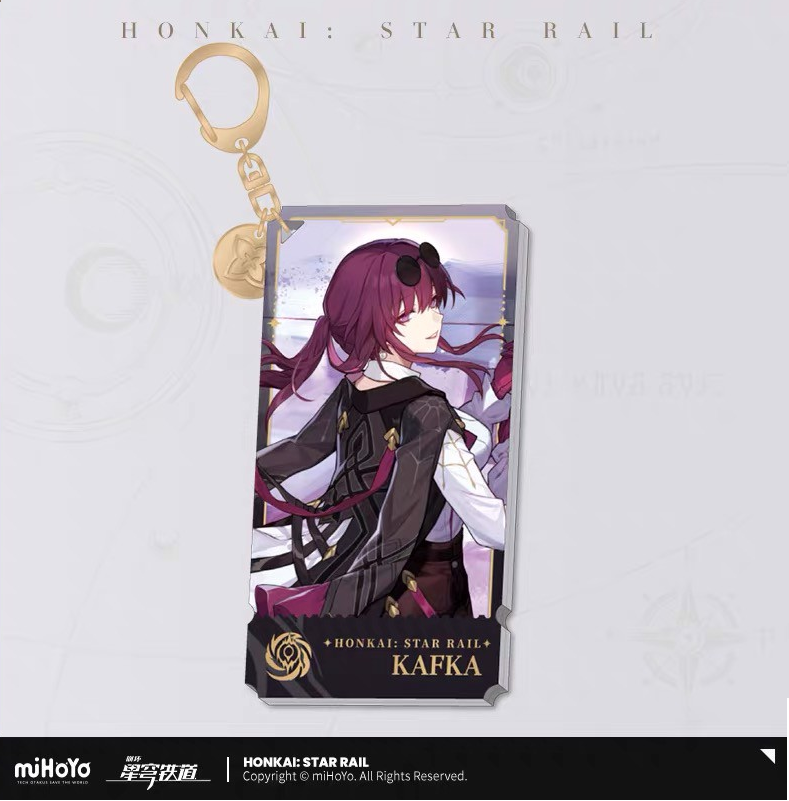 HONKAI: STAR RAIL
✦HONKAI: STAR RAIL✦
KAFKA
miHoYo
TECH OTAKUS SAVE THE WORLD
崩坏
星穹铁道
HONKAI: STAR RAIL
Copyright © miHoYo. All Rights Reserved.